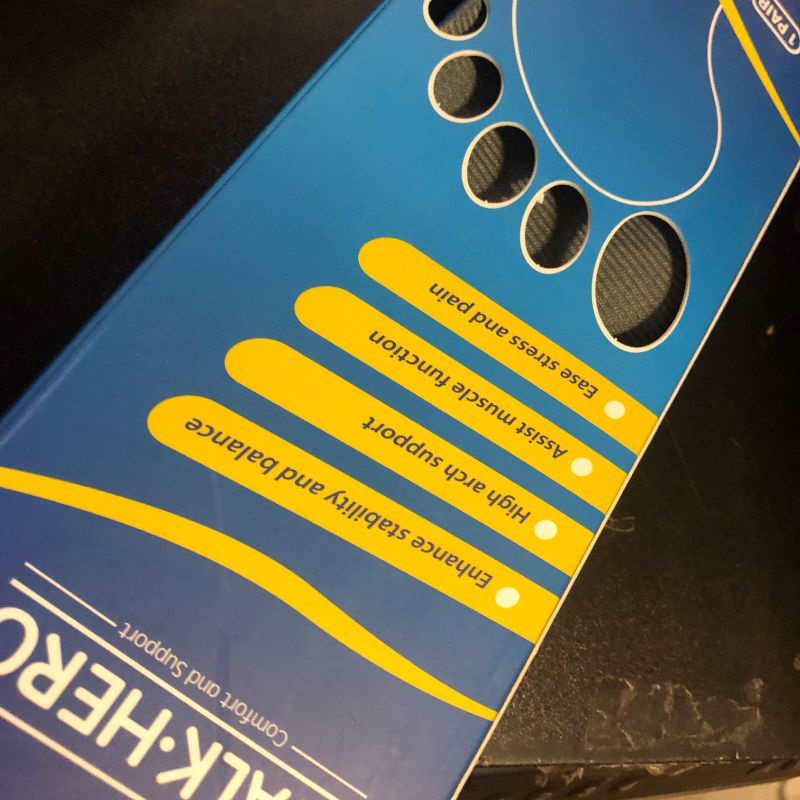 ALK·HERO
Comfort and Support
Enhance stability and balance
High arch support
Assist muscle function
Ease stress and pain
1 PAIR